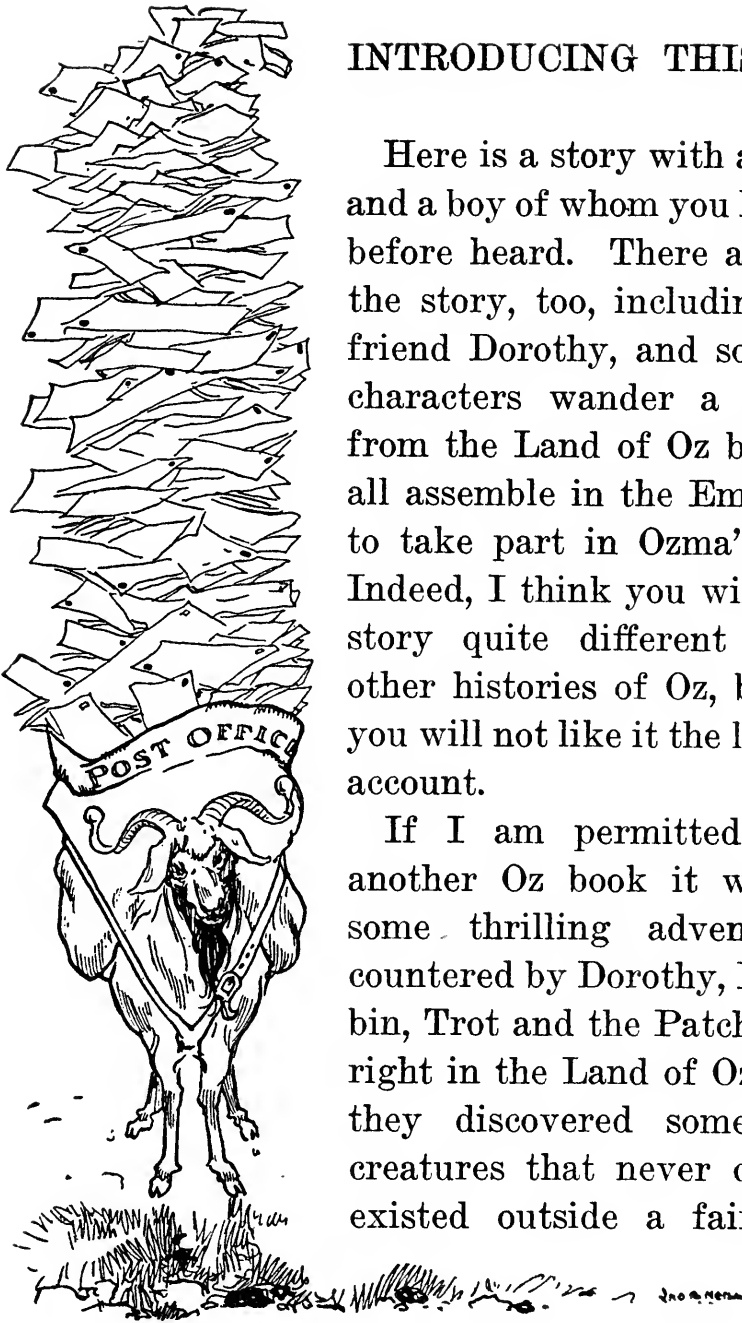 INTRODUCING THIS
Here is a story with a
and a boy of whom you
before heard. There a
the story, too, includin
friend Dorothy, and so
characters wander a
from the Land of Oz b
all assemble in the Em
to take part in Ozma'
Indeed, I think you wi
story quite different
other histories of Oz, b
you will not like it the l
account.
If I am permitted
another Oz book it w
some thrilling adven
countered by Dorothy,
bin, Trot and the Patch
right in the Land of Oz
they discovered some
creatures that never
existed outside a fai
POST OFFICE